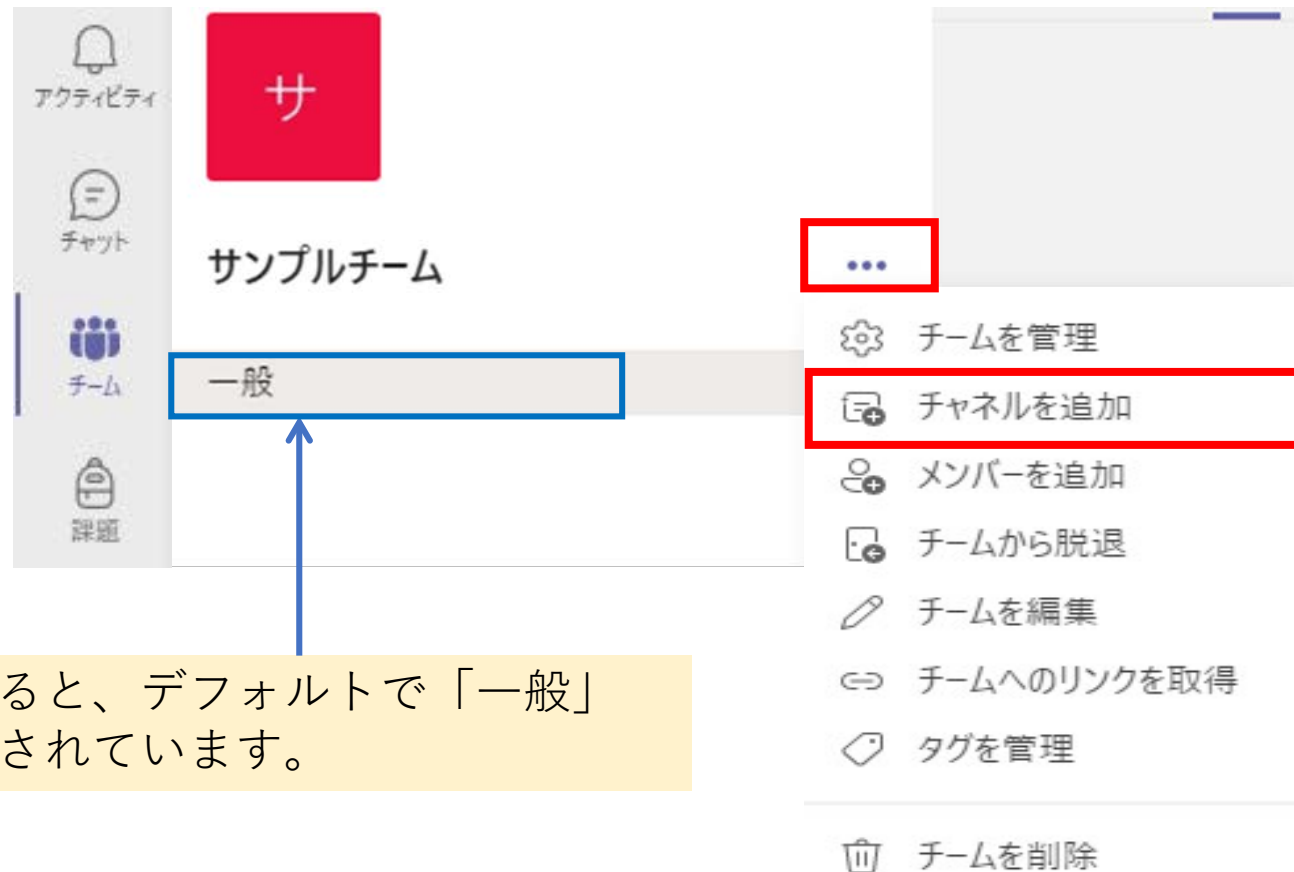 アクティビティ
サ
チャット
サンプルチーム
•••
チーム
一般
課題
チームを管理
チャネルを追加
メンバーを追加
チームから脱退
チームを編集
チームへのリンクを取得
タグを管理
チームを削除
ると、デフォルトで「一般」
されています。